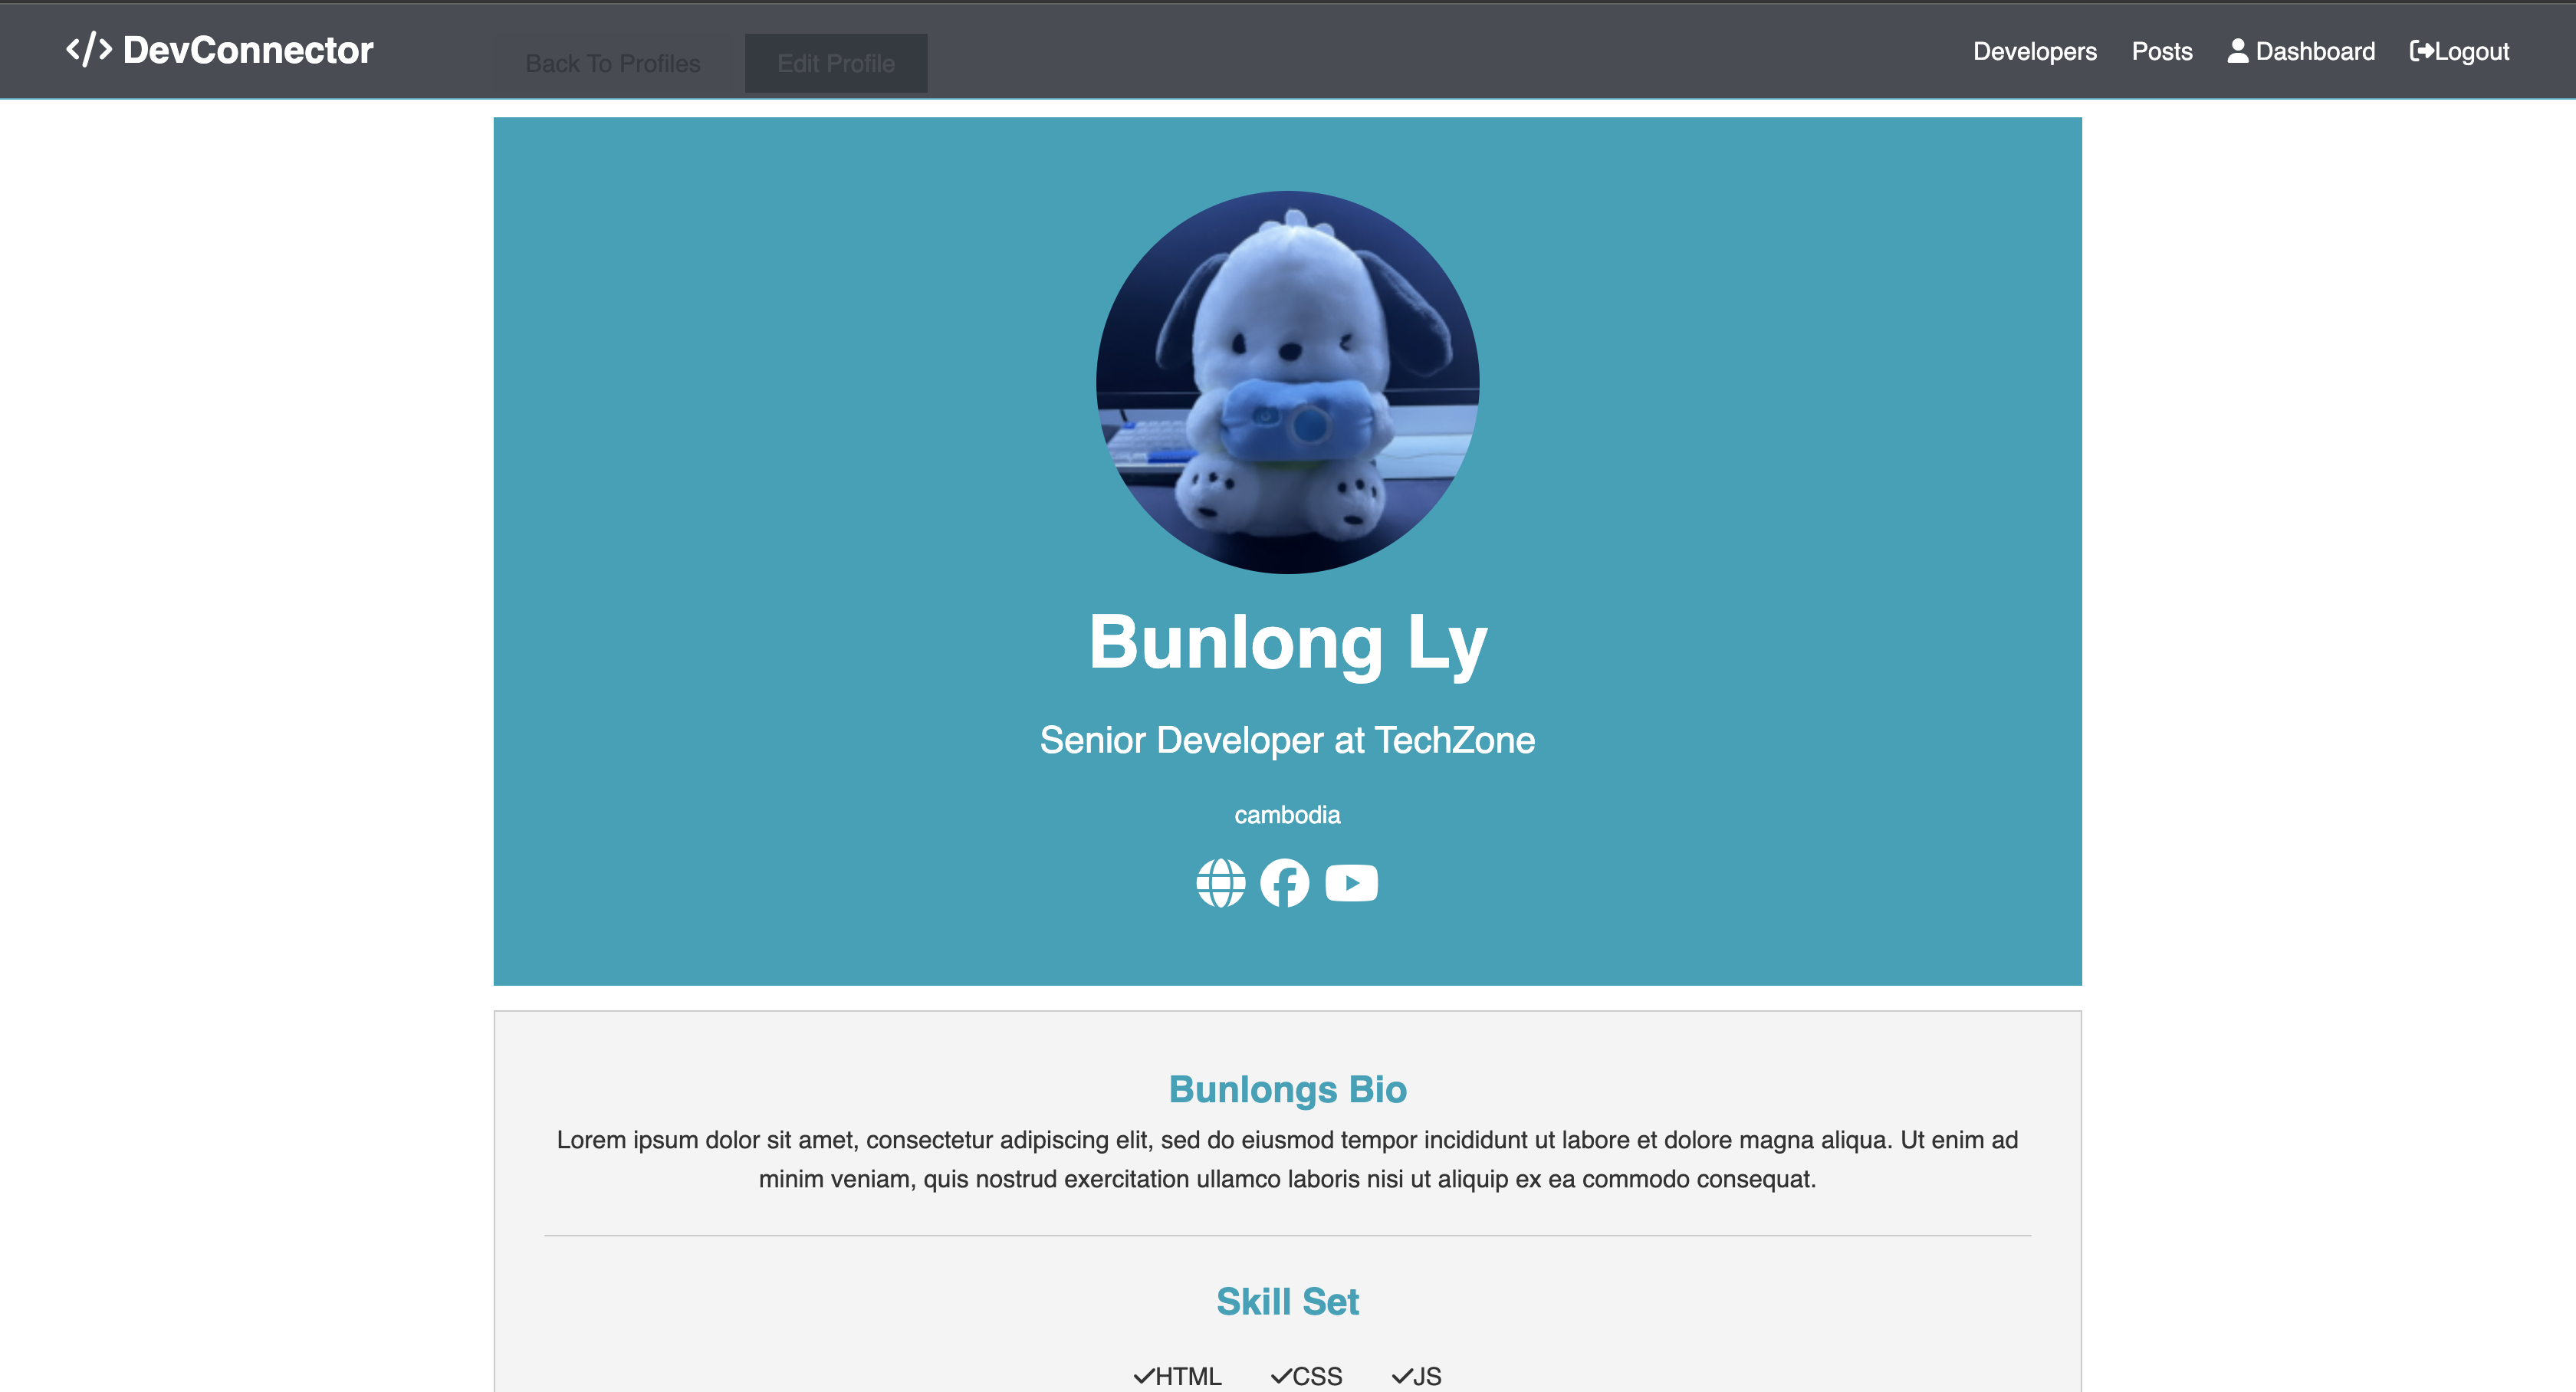 </> DevConnector
Back To Profiles
Edit Profile
Developers
Posts
Dashboard
Logout
Bunlong Ly
Senior Developer at TechZone
cambodia
Bunlongs Bio
Lorem ipsum dolor sit amet, consectetur adipiscing elit, sed do eiusmod tempor incididunt ut labore et dolore magna aliqua. Ut enim ad
minim veniam, quis nostrud exercitation ullamco laboris nisi ut aliquip ex ea commodo consequat.
Skill Set
HTML
CSS
JS